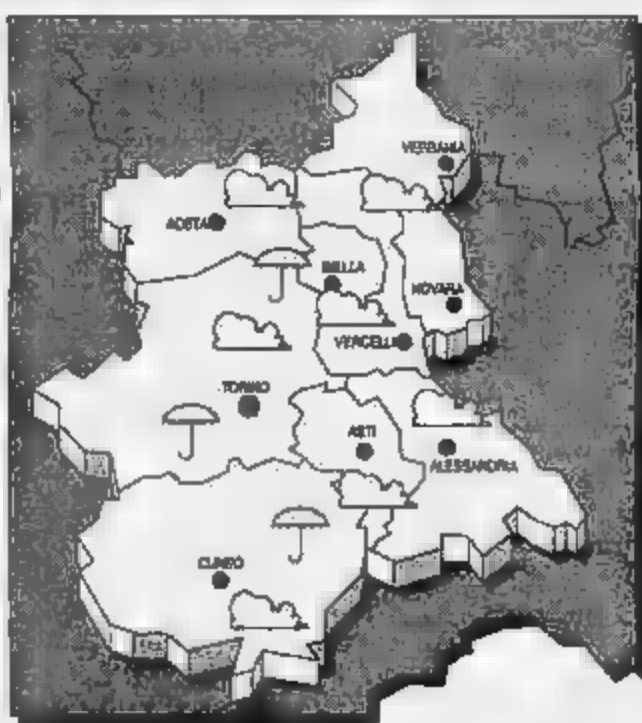 VERBANIA
AOSTA
BIELLA
NOVARA
VERCELLI
TORINO
ASTI
ALESSANDRIA
CUNEO